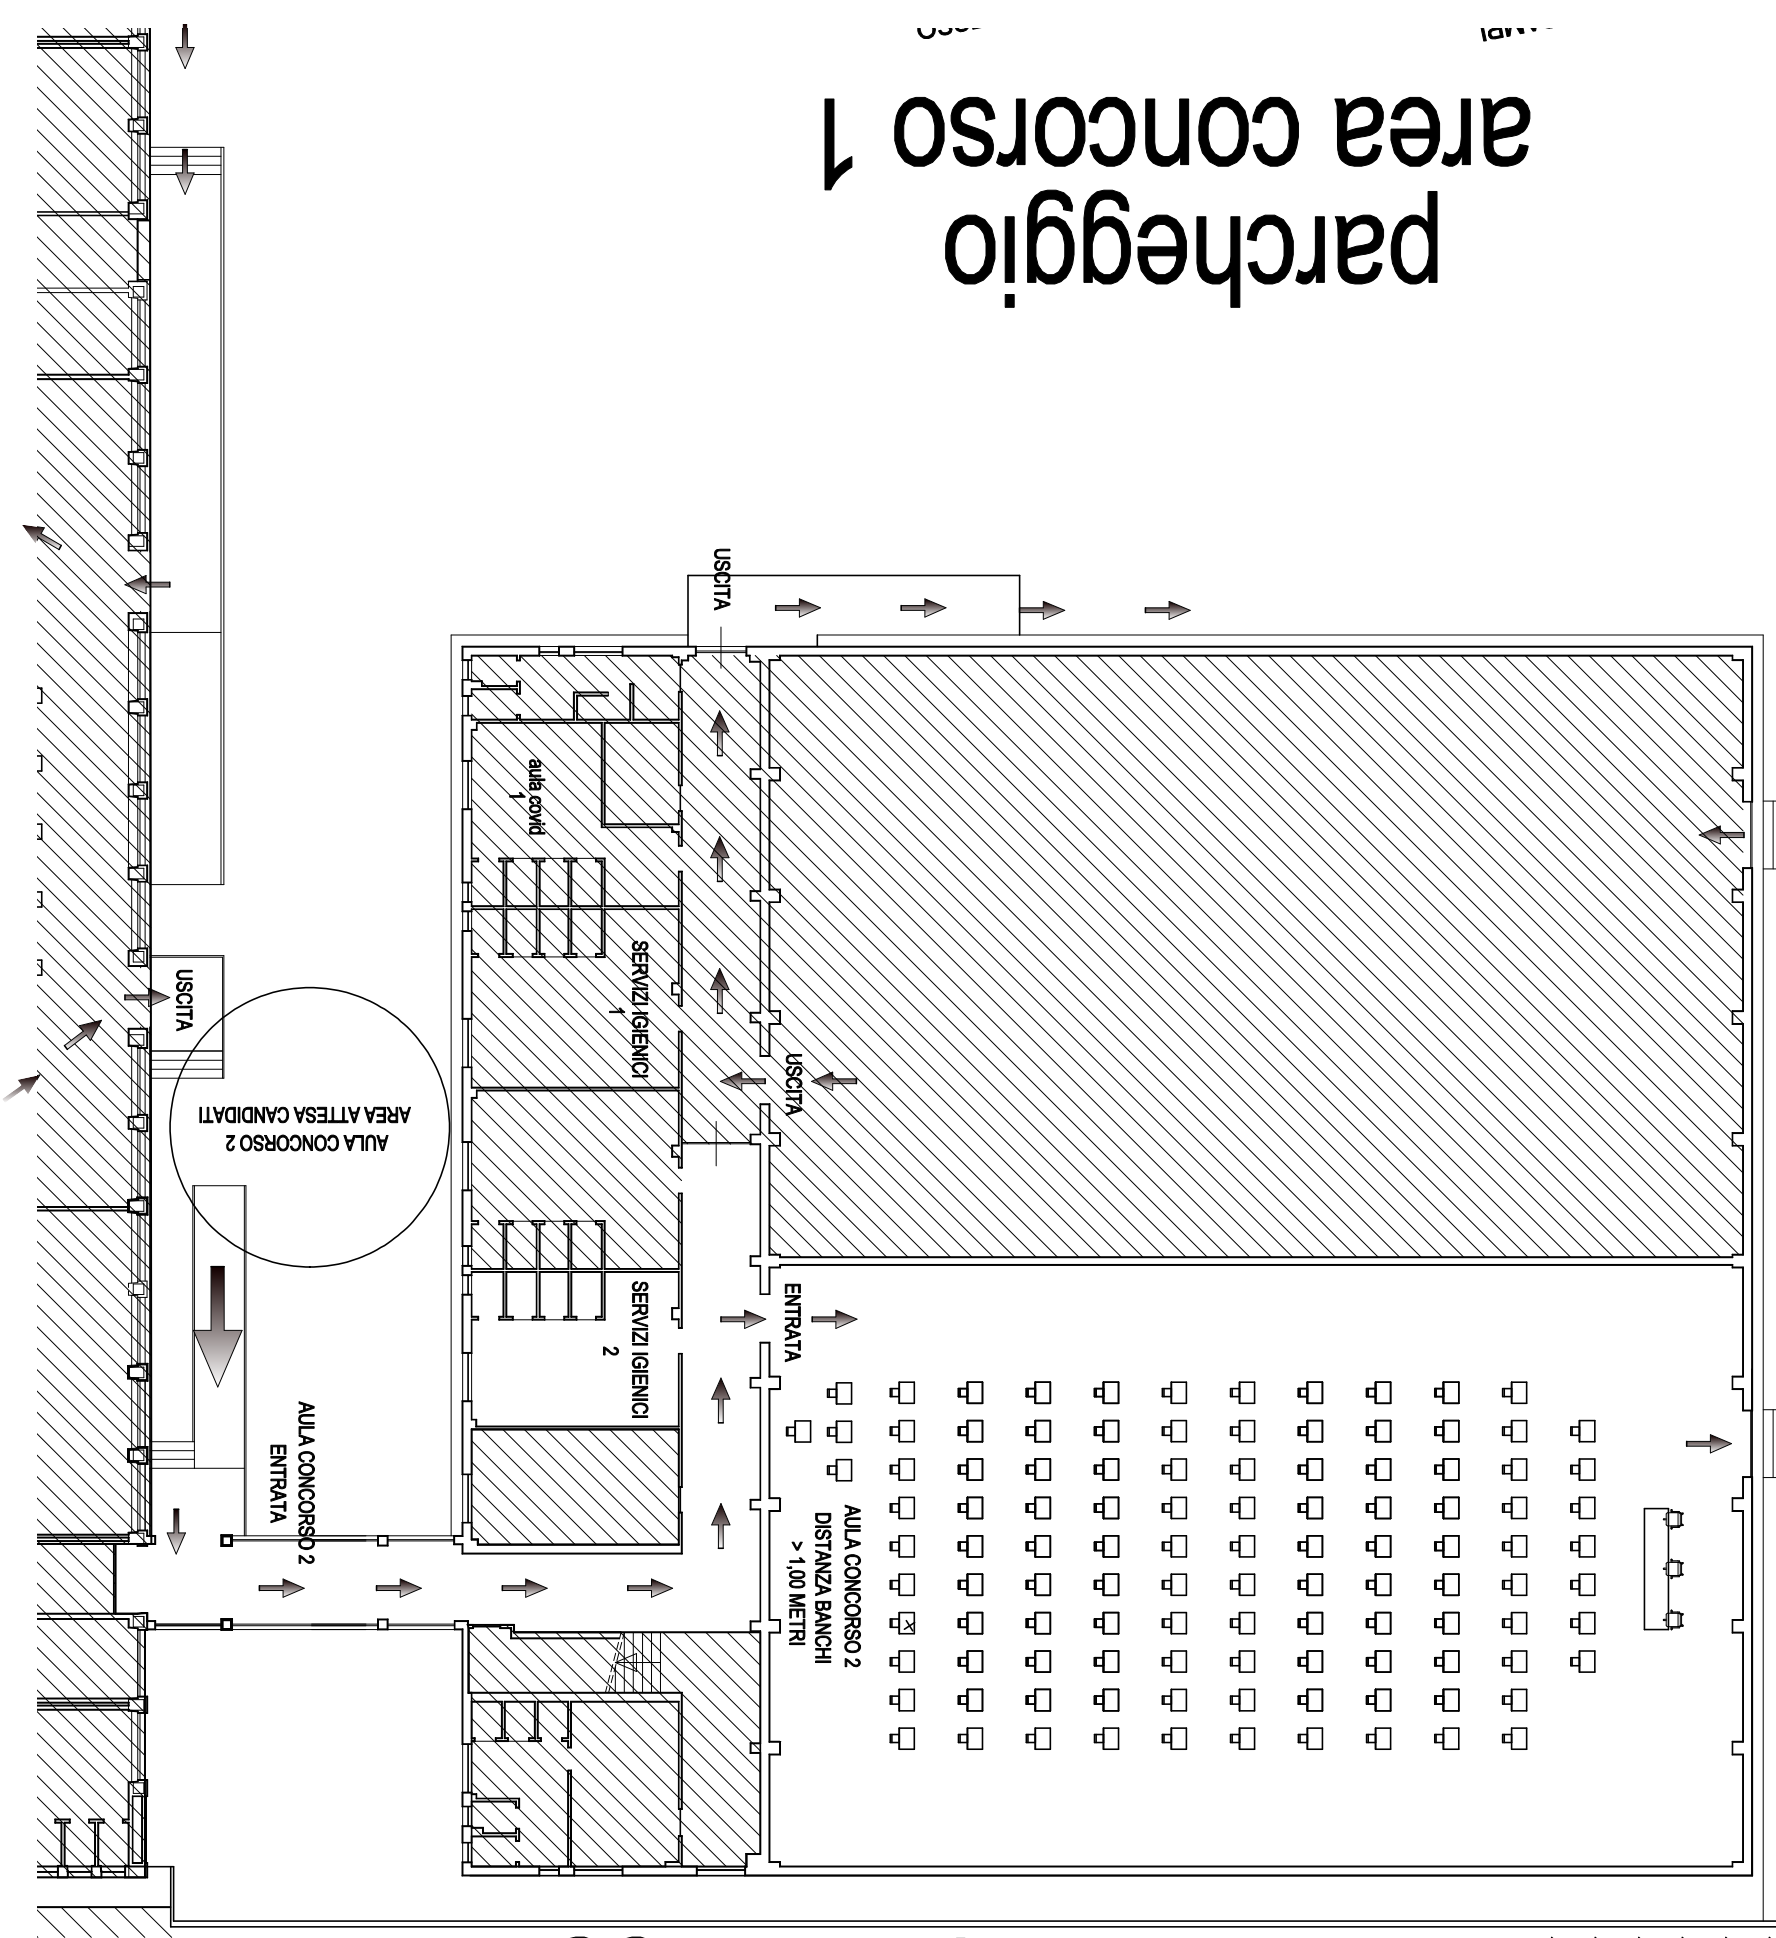 parcheggio
area concorso 1
USCITA
aula covid
1
SERVIZI IGIENICI
1
USCITA
USCITA
AULA CONCORSO 2
AREA ATTESA CANDIDATI
SERVIZI IGIENICI
2
ENTRATA
AULA CONCORSO 2
ENTRATA
AULA CONCORSO 2
DISTANZA BANCHI
> 1,00 METRI